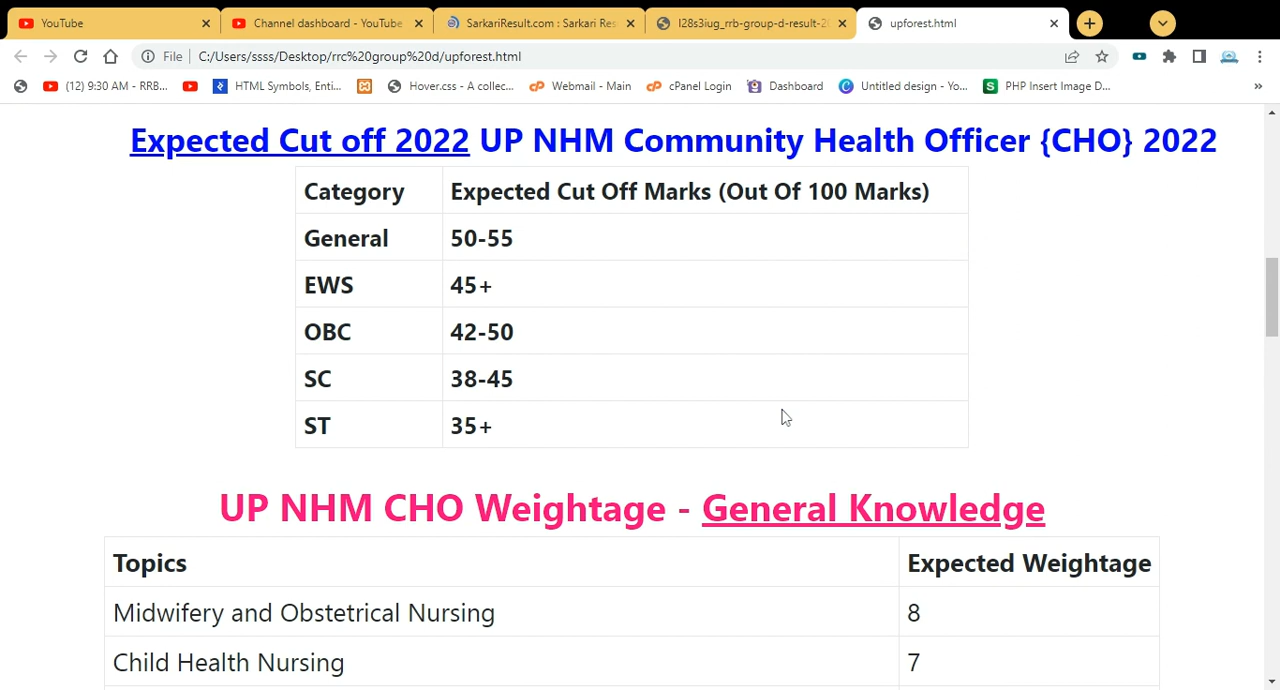 YouTube
Channel dashboard - YouTube
SarkariResult.com : Sarkari Res
l28s3iug_rrb-group-d-result-20
upforest.html
File
C:/Users/ssss/Desktop/rrc%20group%20d/upforest.html
(12) 9:30 AM - RRB...
HTML Symbols, Enti...
Hover.css - A collec...
Webmail - Main
cPanel Login
Dashboard
Untitled design - Yo...
PHP Insert Image D...
Expected Cut off 2022 UP NHM Community Health Officer {CHO} 2022
Category Expected Cut Off Marks (Out Of 100 Marks)
General 50-55
EWS 45+
OBC 42-50
SC 38-45
ST 35+
UP NHM CHO Weightage - General Knowledge
Topics Expected Weightage
Midwifery and Obstetrical Nursing 8
Child Health Nursing 7